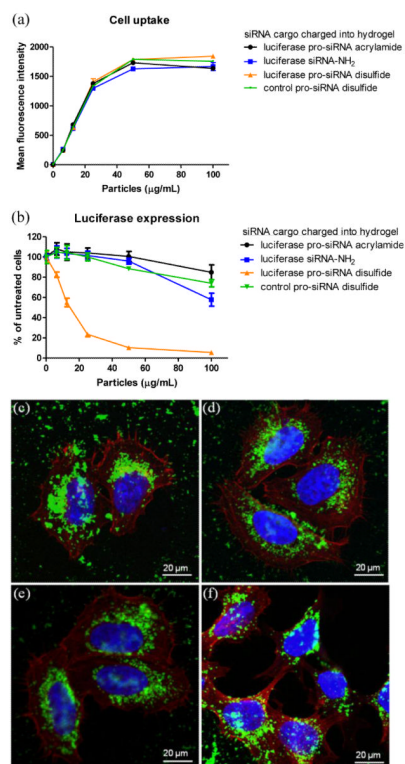 (a)
Cell uptake
Mean fluorescence intensity
2000
1500
1000
500
0
0 20 40 60 80 100
Particles (µg/mL)
siRNA cargo charged into hydrogel
luciferase pro-siRNA acrylamide
luciferase siRNA-NH₂
luciferase pro-siRNA disulfide
control pro-siRNA disulfide
(b)
Luciferase expression
% of untreated cells
120
100
80
60
40
20
0
0 20 40 60 80 100
Particles (µg/mL)
siRNA cargo charged into hydrogel
luciferase pro-siRNA acrylamide
luciferase siRNA-NH₂
luciferase pro-siRNA disulfide
control pro-siRNA disulfide
(c)
20 µm
(d)
20 µm
(e)
20 µm
(f)
20 µm